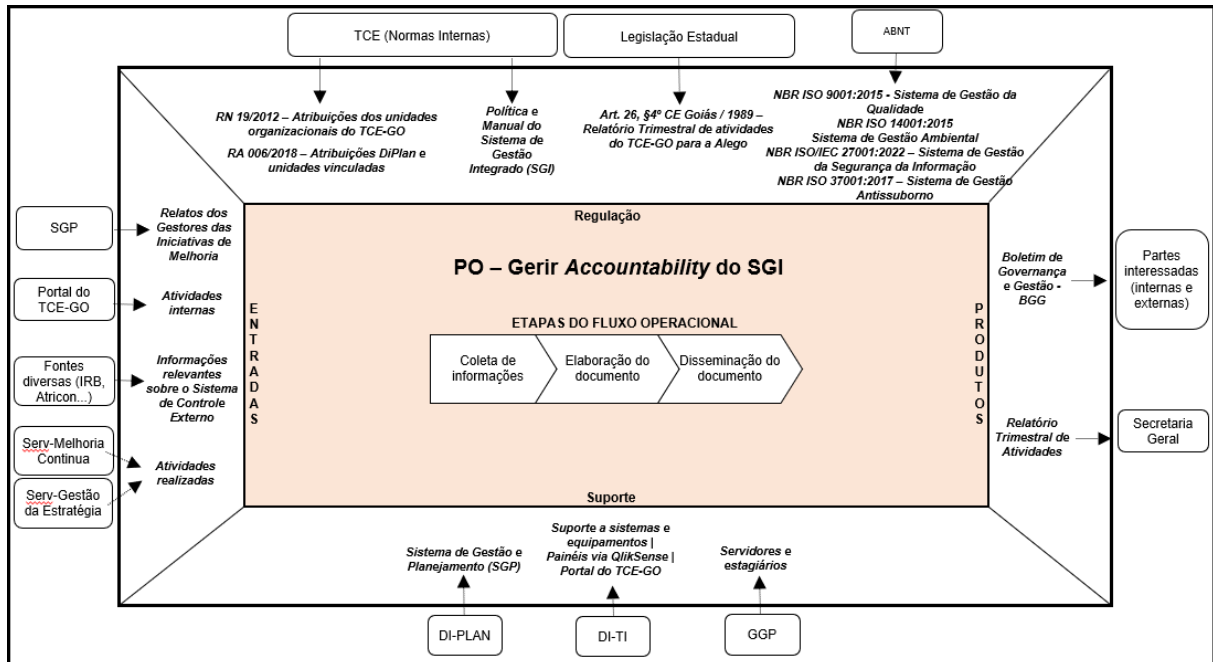 TCE (Normas Internas)
Legislação Estadual
ABNT
RN 19/2012 – Atribuições dos unidades
organizacionais do TCE-GO
RA 006/2018 – Atribuições DiPlan e
unidades vinculadas
Política e
Manual do
Sistema de
Gestão
Integrado (SGI)
Art. 26, §4º CE Goiás / 1989 –
Relatório Trimestral de atividades
do TCE-GO para a Alego
NBR ISO 9001:2015 - Sistema de Gestão da
Qualidade
NBR ISO 14001:2015
Sistema de Gestão Ambiental
NBR ISO/IEC 27001:2022 – Sistema de Gestão
da Segurança da Informação
NBR ISO 37001:2017 – Sistema de Gestão
Antissuborno
SGP
Relatos dos
Gestores das
Iniciativas de
Melhoria
Portal do
TCE-GO
Atividades
internas
Fontes
diversas (IRB,
Atricon...)
Informações
relevantes
sobre o Sistema
de Controle
Externo
Serv-Melhoria
Continua
Serv-Gestão
da Estratégia
Atividades
realizadas
ENTRADAS
Regulação
PO – Gerir Accountability do SGI
ETAPAS DO FLUXO OPERACIONAL
Coleta de
informações
Elaboração do
documento
Disseminação do
documento
Suporte
PRODUTOS
Boletim de
Governança
e Gestão -
BGG
Partes
interessadas
(internas e
externas)
Relatório
Trimestral de
Atividades
Secretaria
Geral
Sistema de Gestão e
Planejamento (SGP)
Suporte a sistemas e
equipamentos |
Painéis via QlikSense |
Portal do TCE-GO
Servidores e
estagiários
DI-PLAN
DI-TI
GGP